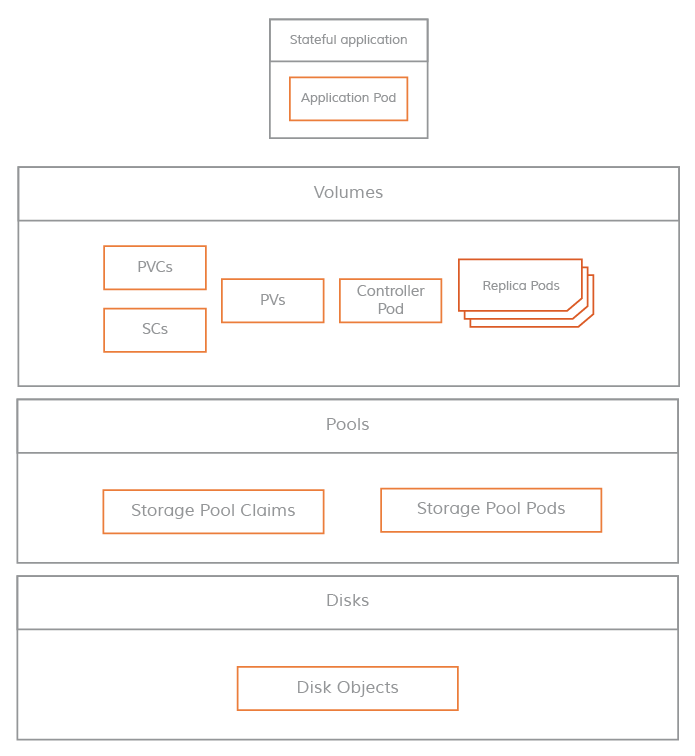 Stateful application
Application Pod
Volumes
PVCs
SCs
PVs
Controller
Pod
Replica Pods
Pools
Storage Pool Claims
Storage Pool Pods
Disks
Disk Objects